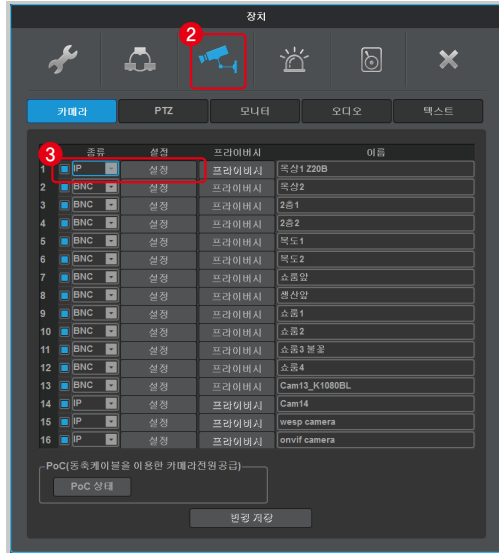 장치
2
카메라 PTZ 모니터 오디오 텍스트
3
종류 설정 프라이버시 이름
1 IP 설정 프라이버시 옥상1 Z20B
2 BNC 설정 프라이버시 옥상2
3 BNC 설정 프라이버시 2층1
4 BNC 설정 프라이버시 2층2
5 BNC 설정 프라이버시 복도1
6 BNC 설정 프라이버시 복도2
7 BNC 설정 프라이버시 쇼룸앞
8 BNC 설정 프라이버시 생산앞
9 BNC 설정 프라이버시 쇼룸1
10 BNC 설정 프라이버시 쇼룸2
11 BNC 설정 프라이버시 쇼룸3 불꽃
12 BNC 설정 프라이버시 쇼룸4
13 BNC 설정 프라이버시 Cam13_K1080BL
14 IP 설정 프라이버시 Cam14
15 IP 설정 프라이버시 wesp camera
16 IP 설정 프라이버시 onvif camera
PoC(동축케이블을 이용한 카메라전원공급)
PoC 상태
변경 저장